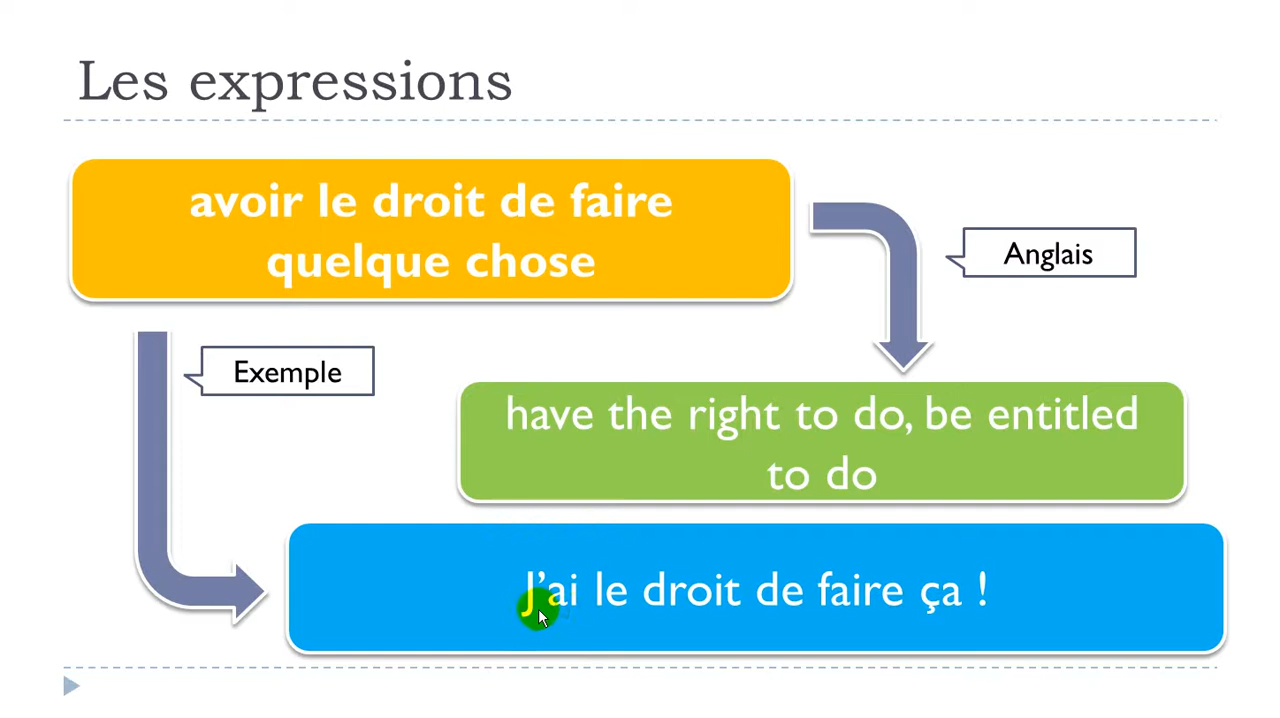 Les expressions
avoir le droit de faire
quelque chose
Anglais
Exemple
have the right to do, be entitled
to do
J’ai le droit de faire ça !